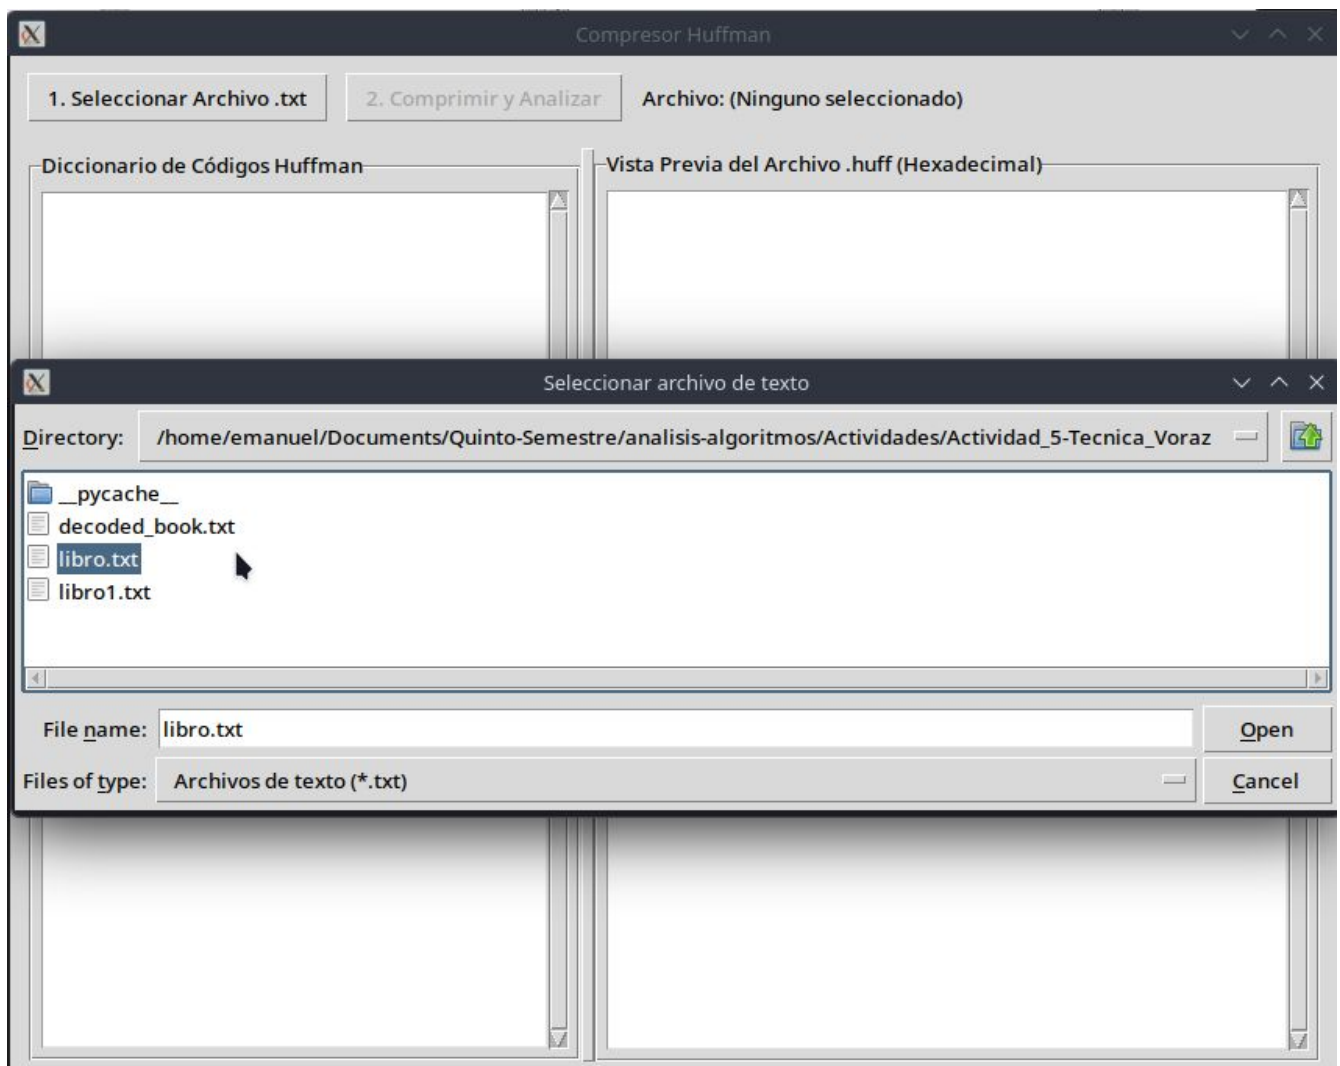 Compresor Huffman
1. Seleccionar Archivo .txt 2. Comprimir y Analizar Archivo: (Ninguno seleccionado)
Diccionario de Códigos Huffman Vista Previa del Archivo .huff (Hexadecimal)
Seleccionar archivo de texto
Directory: /home/emanuel/Documents/Quinto-Semestre/analisis-algoritmos/Actividades/Actividad_5-Tecnica_Voraz
__pycache__
decoded_book.txt
libro.txt
libro1.txt
File name: libro.txt Open
Files of type: Archivos de texto (*.txt) Cancel